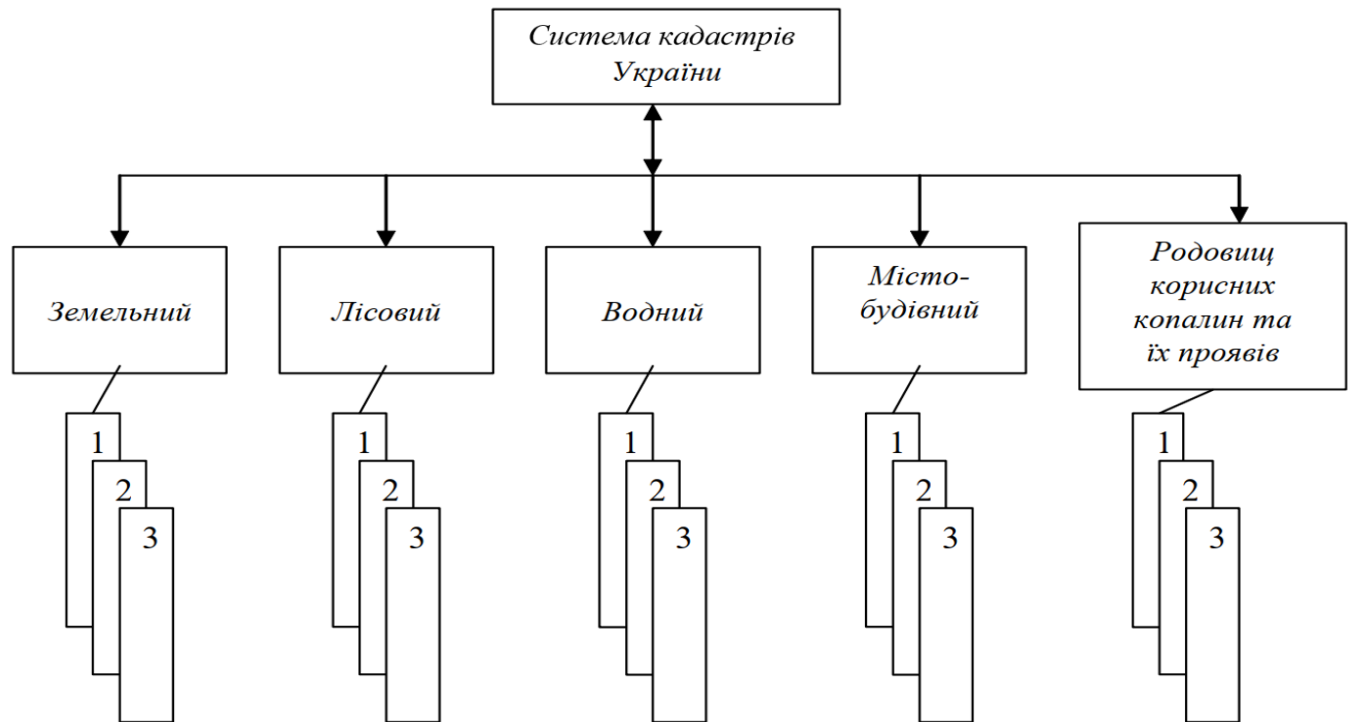 Система кадастрів
України
Земельний
Лісовий
Водний
Місто-
будівний
Родовищ
корисних
копалин та
їх проявів
1
2
3
1
2
3
1
2
3
1
2
3
1
2
3